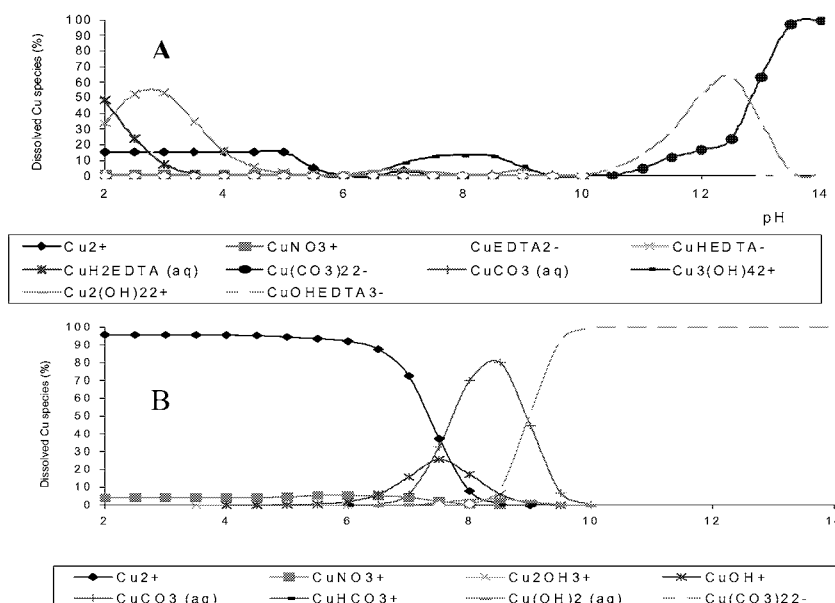 100
90
80
70
60
50
40
30
20
10
0
Dissolved Cu species (%)
A
2 4 6 8 10 12 14
pH
Cu2+ CuNO3+ CuEDTA2- CuHEDTA-
CuH2EDTA (aq) Cu(CO3)22- CuCO3 (aq) Cu3(OH)42+
Cu2(OH)22+ CuOHEDTA3-
100
90
80
70
60
50
40
30
20
10
0
Dissolved Cu species (%)
B
2 4 6 8 10 12 14
Cu2+ CuNO3+ Cu2OH3+ CuOH+
CuCO3 (aq) CuHCO3+ Cu(OH)2 (aq) Cu(CO3)22-